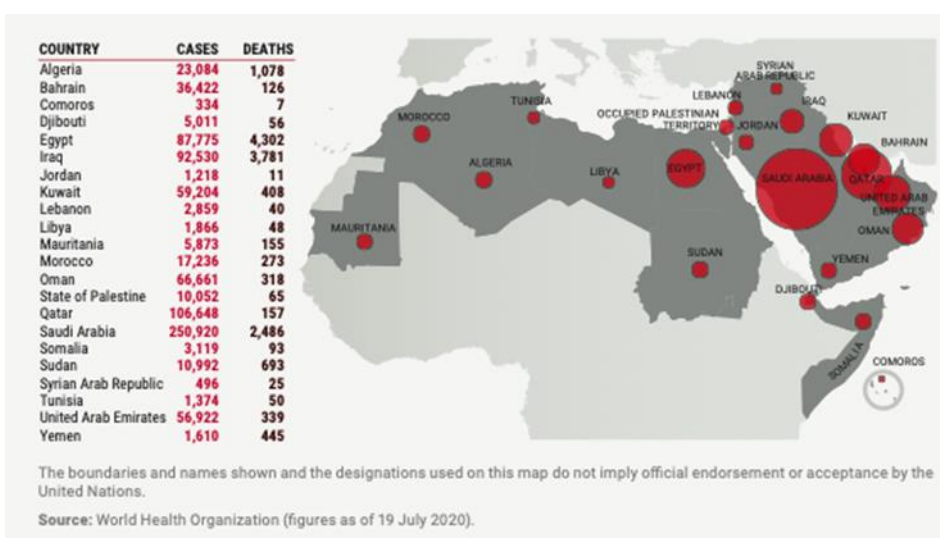 COUNTRY CASES DEATHS
Algeria 23,084 1,078
Bahrain 36,422 126
Comoros 334 7
Djibouti 5,011 56
Egypt 87,775 4,302
Iraq 92,530 3,781
Jordan 1,218 11
Kuwait 59,204 408
Lebanon 2,859 40
Libya 1,866 48
Mauritania 5,873 155
Morocco 17,236 273
Oman 66,661 318
State of Palestine 10,052 65
Qatar 106,648 157
Saudi Arabia 250,920 2,486
Somalia 3,119 93
Sudan 10,992 693
Syrian Arab Republic 496 25
Tunisia 1,374 50
United Arab Emirates 56,922 339
Yemen 1,610 445
SYRIAN
ARAB REPUBLIC
LEBANON
IRAQ
TUNISIA
OCCUPIED PALESTINIAN
TERRITORY
MOROCCO
JORDAN
KUWAIT
BAHRAIN
ALGERIA
LIBYA
EGYPT
SAUDI ARABIA
QATAR
UNITED ARAB
EMIRATES
MAURITANIA
OMAN
SUDAN
YEMEN
DJIBOUTI
SOMALIA
COMOROS
The boundaries and names shown and the designations used on this map do not imply official endorsement or acceptance by the
United Nations.
Source: World Health Organization (figures as of 19 July 2020).